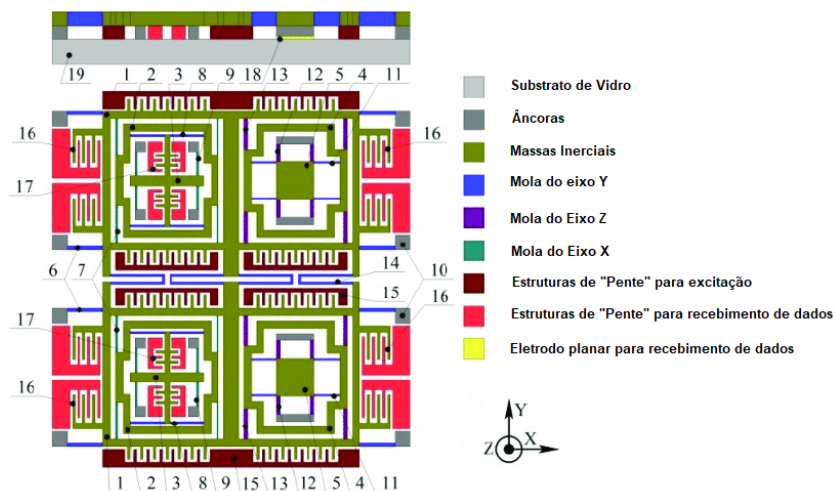 19 1 2 3 8 9 18 13 12 5 4 11
16 16
17
6 7 14 10
15
16
17
16
1 2 3 8 9 15 13 12 5 4 11
Substrato de Vidro
Âncoras
Massas Inerciais
Mola do eixo Y
Mola do Eixo Z
Mola do Eixo X
Estruturas de "Pente" para excitação
Estruturas de "Pente" para recebimento de dados
Eletrodo planar para recebimento de dados
Y
Z X